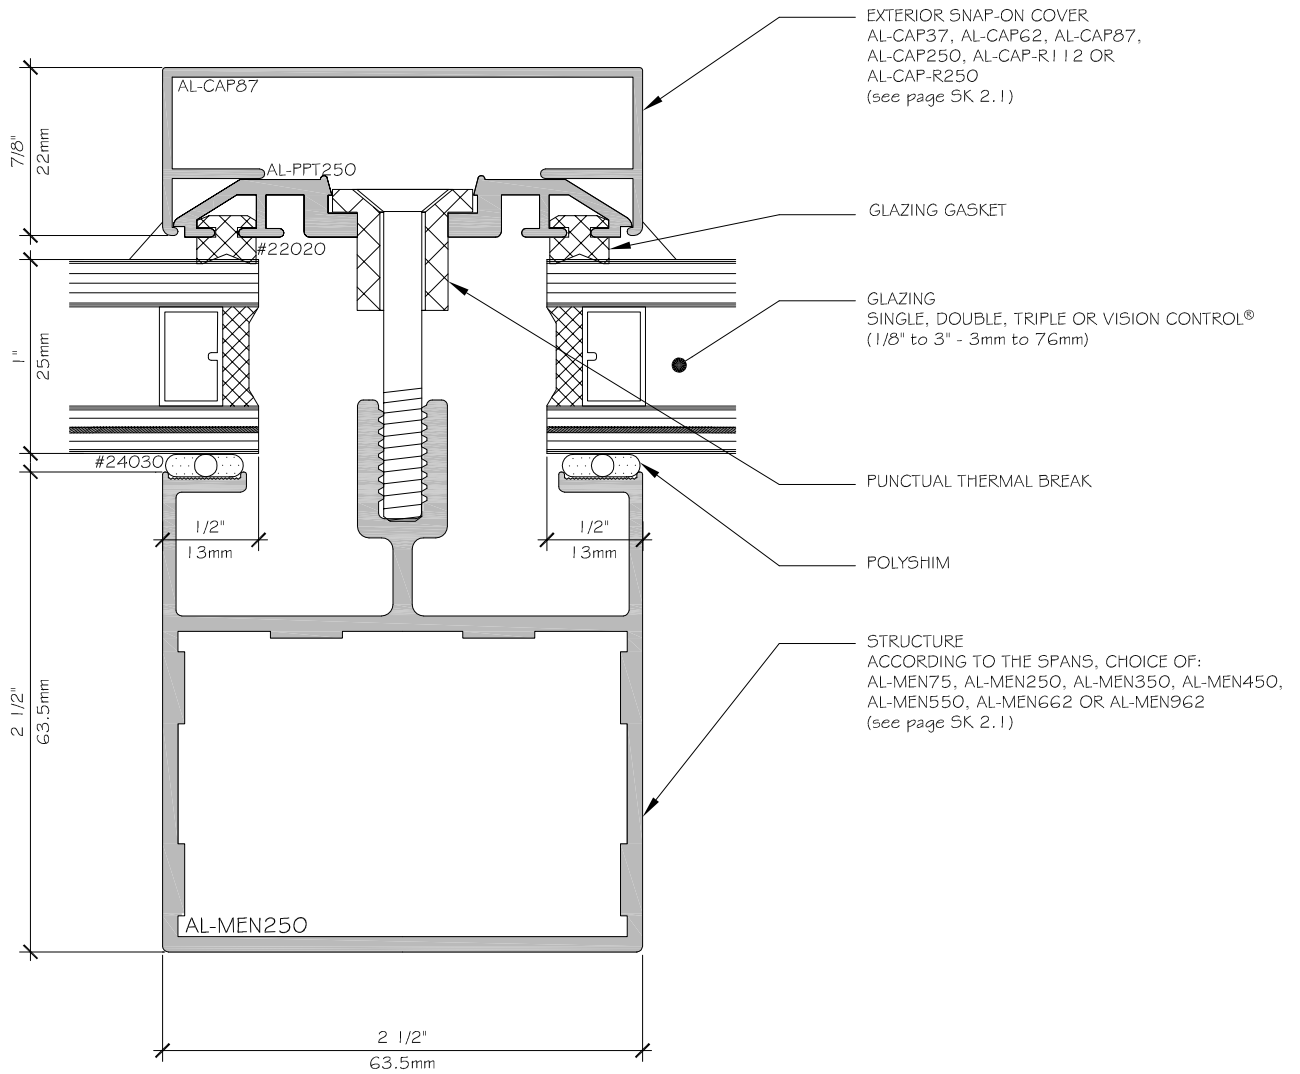 EXTERIOR SNAP-ON COVER
AL-CAP37, AL-CAP62, AL-CAP87,
AL-CAP250, AL-CAP-R112 OR
AL-CAP-R250
(see page SK 2.1)
AL-CAP87
7/8"
22mm
AL-PPT250
GLAZING GASKET
#22020
GLAZING
SINGLE, DOUBLE, TRIPLE OR VISION CONTROL®
(1/8" to 3" - 3mm to 76mm)
1"
25mm
#24030
PUNCTUAL THERMAL BREAK
1/2"
13mm
1/2"
13mm
POLYSHIM
STRUCTURE
ACCORDING TO THE SPANS, CHOICE OF:
AL-MEN75, AL-MEN250, AL-MEN350, AL-MEN450,
AL-MEN550, AL-MEN662 OR AL-MEN962
(see page SK 2.1)
2 1/2"
63.5mm
AL-MEN250
2 1/2"
63.5mm